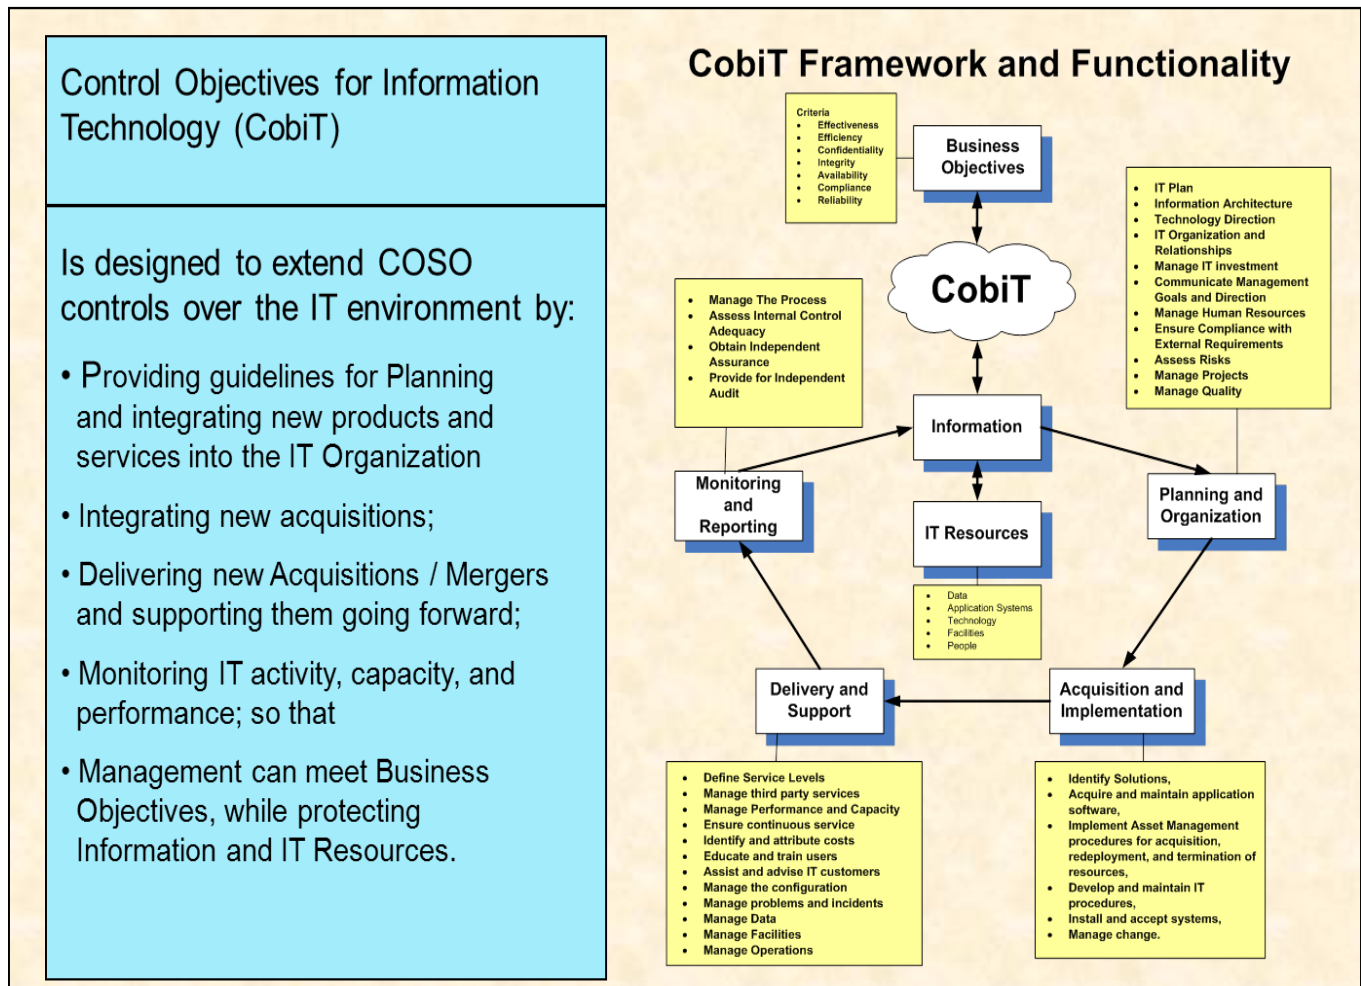 Control Objectives for Information
Technology (CobiT)
Is designed to extend COSO
controls over the IT environment by:
• Providing guidelines for Planning
and integrating new products and
services into the IT Organization
• Integrating new acquisitions;
• Delivering new Acquisitions / Mergers
and supporting them going forward;
• Monitoring IT activity, capacity, and
performance; so that
• Management can meet Business
Objectives, while protecting
Information and IT Resources.
CobiT Framework and Functionality
Criteria
• Effectiveness
• Efficiency
• Confidentiality
• Integrity
• Availability
• Compliance
• Reliability
Business
Objectives
CobiT
• IT Plan
• Information Architecture
• Technology Direction
• IT Organization and
Relationships
• Manage IT investment
• Communicate Management
Goals and Direction
• Manage Human Resources
• Ensure Compliance with
External Requirements
• Assess Risks
• Manage Projects
• Manage Quality
• Manage The Process
• Assess Internal Control
Adequacy
• Obtain Independent
Assurance
• Provide for Independent
Audit
Information
Monitoring
and
Reporting
IT Resources
Planning and
Organization
• Data
• Application Systems
• Technology
• Facilities
• People
Delivery and
Support
Acquisition and
Implementation
• Define Service Levels
• Manage third party services
• Manage Performance and Capacity
• Ensure continuous service
• Identify and attribute costs
• Educate and train users
• Assist and advise IT customers
• Manage the configuration
• Manage problems and incidents
• Manage Data
• Manage Facilities
• Manage Operations
• Identify Solutions,
• Acquire and maintain application
software,
• Implement Asset Management
procedures for acquisition,
redeployment, and termination of
resources,
• Develop and maintain IT
procedures,
• Install and accept systems,
• Manage change.